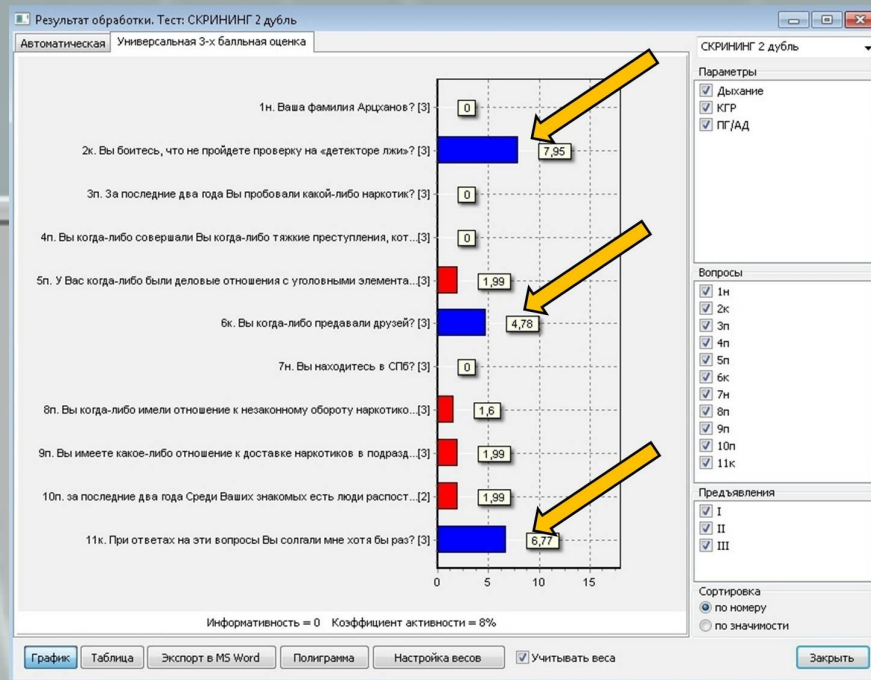 Результат обработки. Тест: СКРИНИНГ 2 дубль
Автоматическая
Универсальная 3-х балльная оценка
СКРИНИНГ 2 дубль
1н. Ваша фамилия Арцханов? [3]
0
2к. Вы боитесь, что не пройдете проверку на «детекторе лжи»? [3]
7,95
3п. За последние два года Вы пробовали какой-либо наркотик? [3]
0
4п. Вы когда-либо совершали Вы когда-либо тяжкие преступления, кот...[3]
0
5п. У Вас когда-либо были деловые отношения с уголовными элемента...[3]
1,99
6к. Вы когда-либо предавали друзей? [3]
4,78
7н. Вы находитесь в СПб? [3]
0
8п. Вы когда-либо имели отношение к незаконному обороту наркотико...[3]
1,6
9п. Вы имеете какое-либо отношение к доставке наркотиков в подразд...[3]
1,99
10п. за последние два года Среди Ваших знакомых есть люди распост...[2]
1,99
11к. При ответах на эти вопросы Вы солгали мне хотя бы раз? [3]
6,77
0 5 10 15
Информативность = 0 Коэффициент активности = 8%
Параметры
Дыхание
КГР
ПГ/АД
Вопросы
1н
2к
3п
4п
5п
6к
7н
8п
9п
10п
11к
Предъявления
I
II
III
Сортировка
по номеру
по значимости
График
Таблица
Экспорт в MS Word
Полиграмма
Настройка весов
Учитывать веса
Закрыть